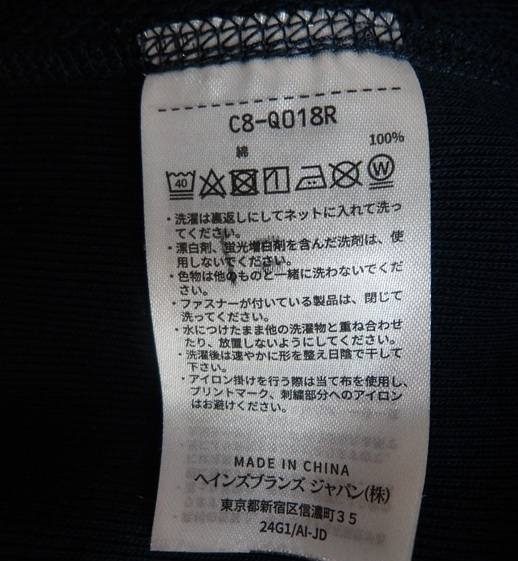 C8-Q018R
綿 100%
40 W
・洗濯は裏返しにしてネットに入れて洗っ
てください。
・漂白剤、蛍光増白剤を含んだ洗剤は、使
用しないでください。
・色物は他のものと一緒に洗わないでくだ
さい。
・ファスナーが付いている製品は、閉じて
洗ってください。
・水につけたまま他の洗濯物と重ね合わせ
たり、放置しないようにしてください。
・洗濯後は速やかに形を整え日陰で干して
下さい。
・アイロン掛けを行う際は当て布を使用し、
プリントマーク、刺繍部分へのアイロン
はお避けください。
MADE IN CHINA
ヘインズブランズ ジャパン(株)
東京都新宿区信濃町35
24G1/AI-JD